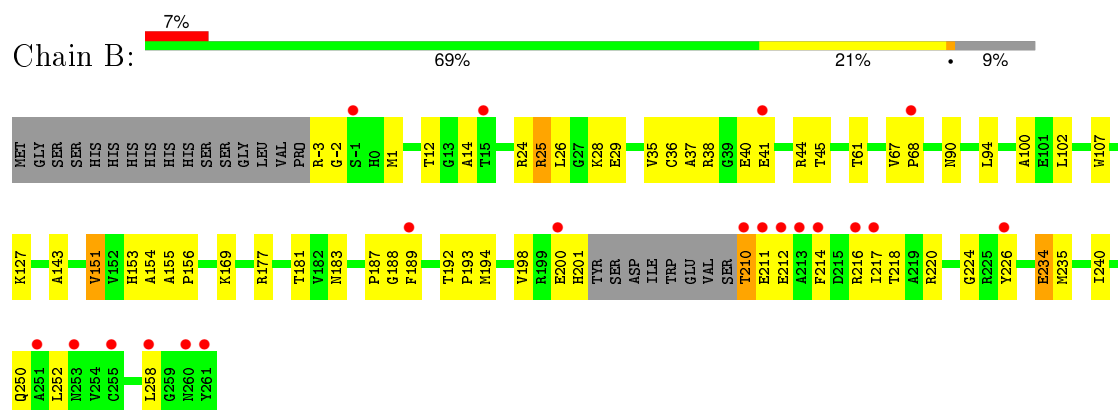 7%
Chain B:
69% 21% • 9%
MET GLY SER SER HIS HIS HIS HIS HIS HIS SER SER GLY LEU VAL PRO R-3 G-2 S-1 H0 M1 T12 G13 A14 T15 R24 R25 L26 G27 K28 E29 V35 C36 A37 R38 G39 E40 E41 R44 T45 T61 V67 P68 N90 L94 A100 E101 L102 W107
K127 A143 V151 V152 H153 A154 A155 P156 K169 R177 T181 V182 N183 P187 G188 F189 T192 P193 M194 V198 R199 E200 H201 TYR SER ASP ILE TRP GLU VAL SER T210 E211 E212 A213 F214 D215 R216 I217 T218 A219 R220 G224 R225 Y226 E234 M235 I240
Q250 A251 L252 N253 V254 C255 L258 G259 N260 Y261